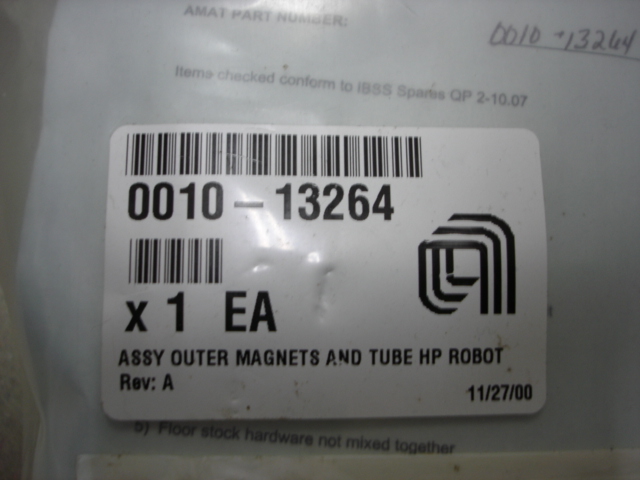 AMAT PART NUMBER:
0010-13264
Items checked conform to IBSS Spares QP 2-10.07
0010-13264
x 1 EA
ASSY OUTER MAGNETS AND TUBE HP ROBOT
Rev: A
11/27/00
b) Floor stock hardware not mixed together